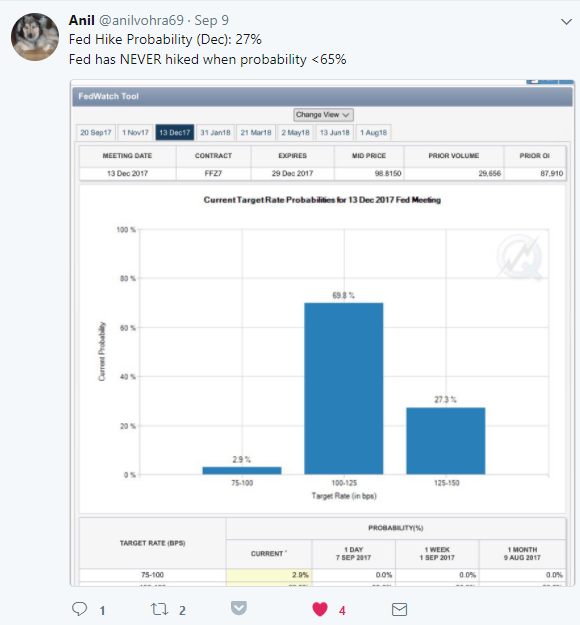 Anil @anilvohra69 · Sep 9
Fed Hike Probability (Dec): 27%
Fed has NEVER hiked when probability <65%
FedWatch Tool
Change View
20 Sep17 1 Nov17 13 Dec17 31 Jan18 21 Mar18 2 May18 13 Jun18 1 Aug18
MEETING DATE CONTRACT EXPIRES MID PRICE PRIOR VOLUME PRIOR OI
13 Dec 2017 FFZ7 29 Dec 2017 98.8150 29,656 87,910
Current Target Rate Probabilities for 13 Dec 2017 Fed Meeting
100 %
80 %
69.8 %
60 %
Current Probability
40 %
27.3 %
20 %
2.9 %
0 %
75-100 100-125 125-150
Target Rate (in bps)
TARGET RATE (BPS) PROBABILITY(%)
CURRENT * 1 DAY 1 WEEK 1 MONTH
7 SEP 2017 1 SEP 2017 9 AUG 2017
75-100 2.9% 0.0% 0.0% 0.0%
1 2 4